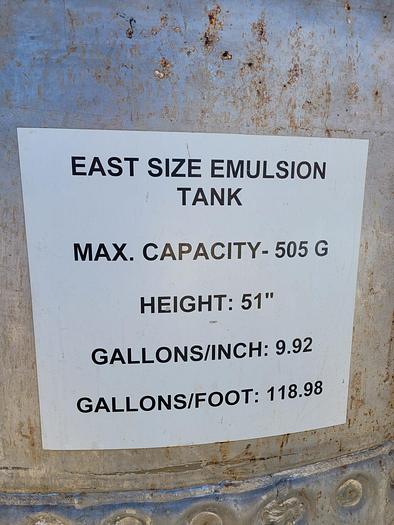 EAST SIZE EMULSION
TANK
MAX. CAPACITY- 505 G
HEIGHT: 51"
GALLONS/INCH: 9.92
GALLONS/FOOT: 118.98